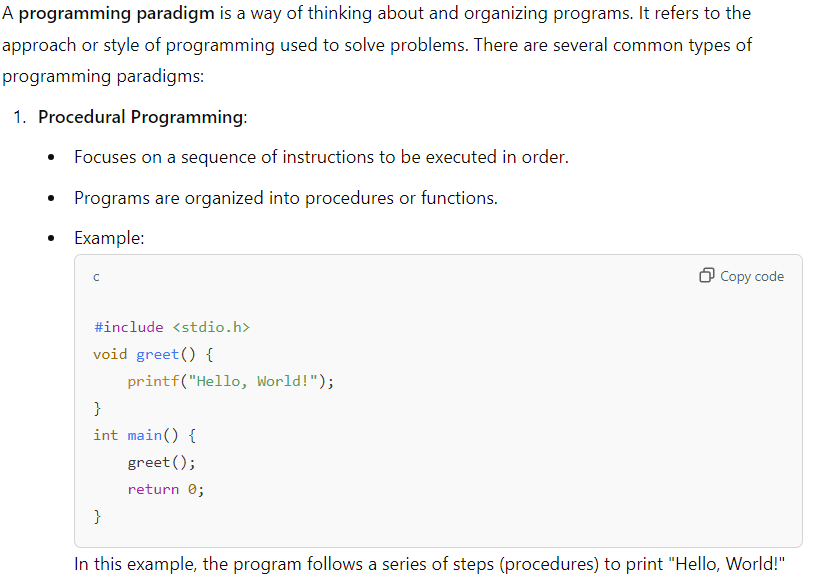 A programming paradigm is a way of thinking about and organizing programs. It refers to the
approach or style of programming used to solve problems. There are several common types of
programming paradigms:
1. Procedural Programming:
• Focuses on a sequence of instructions to be executed in order.
• Programs are organized into procedures or functions.
• Example:
c Copy code
#include <stdio.h>
void greet() {
    printf("Hello, World!");
}
int main() {
    greet();
    return 0;
}
In this example, the program follows a series of steps (procedures) to print "Hello, World!"